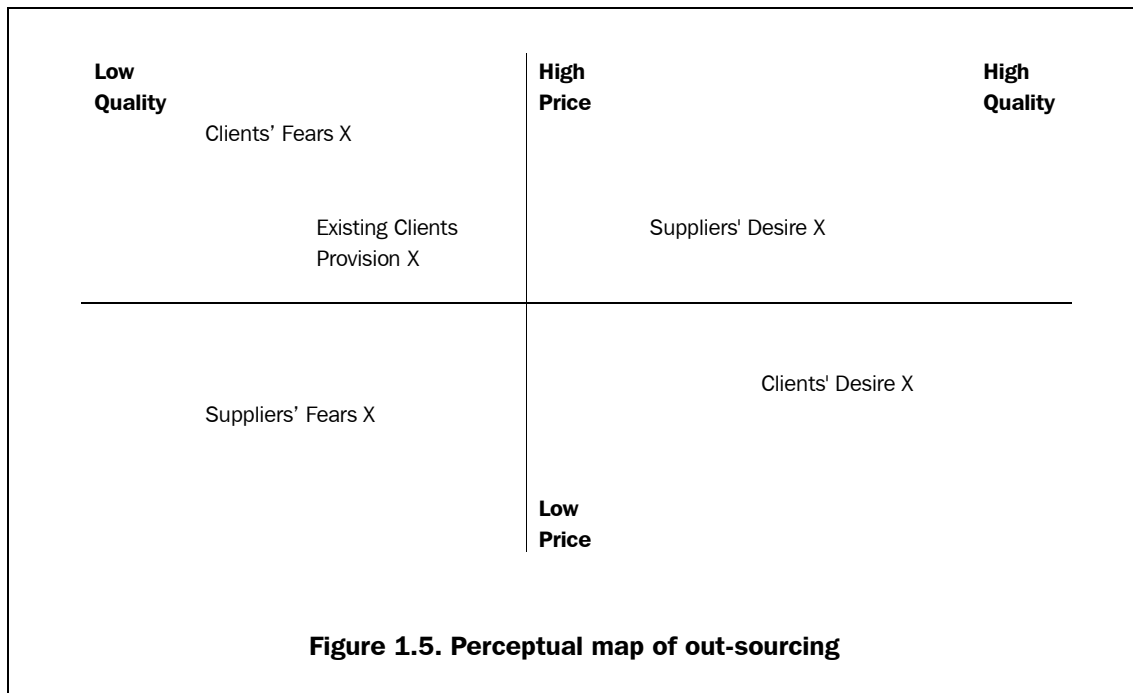 Low High High
Quality Price Quality
Clients’ Fears X
Existing Clients Suppliers' Desire X
Provision X
Clients' Desire X
Suppliers’ Fears X
Low
Price
Figure 1.5. Perceptual map of out-sourcing